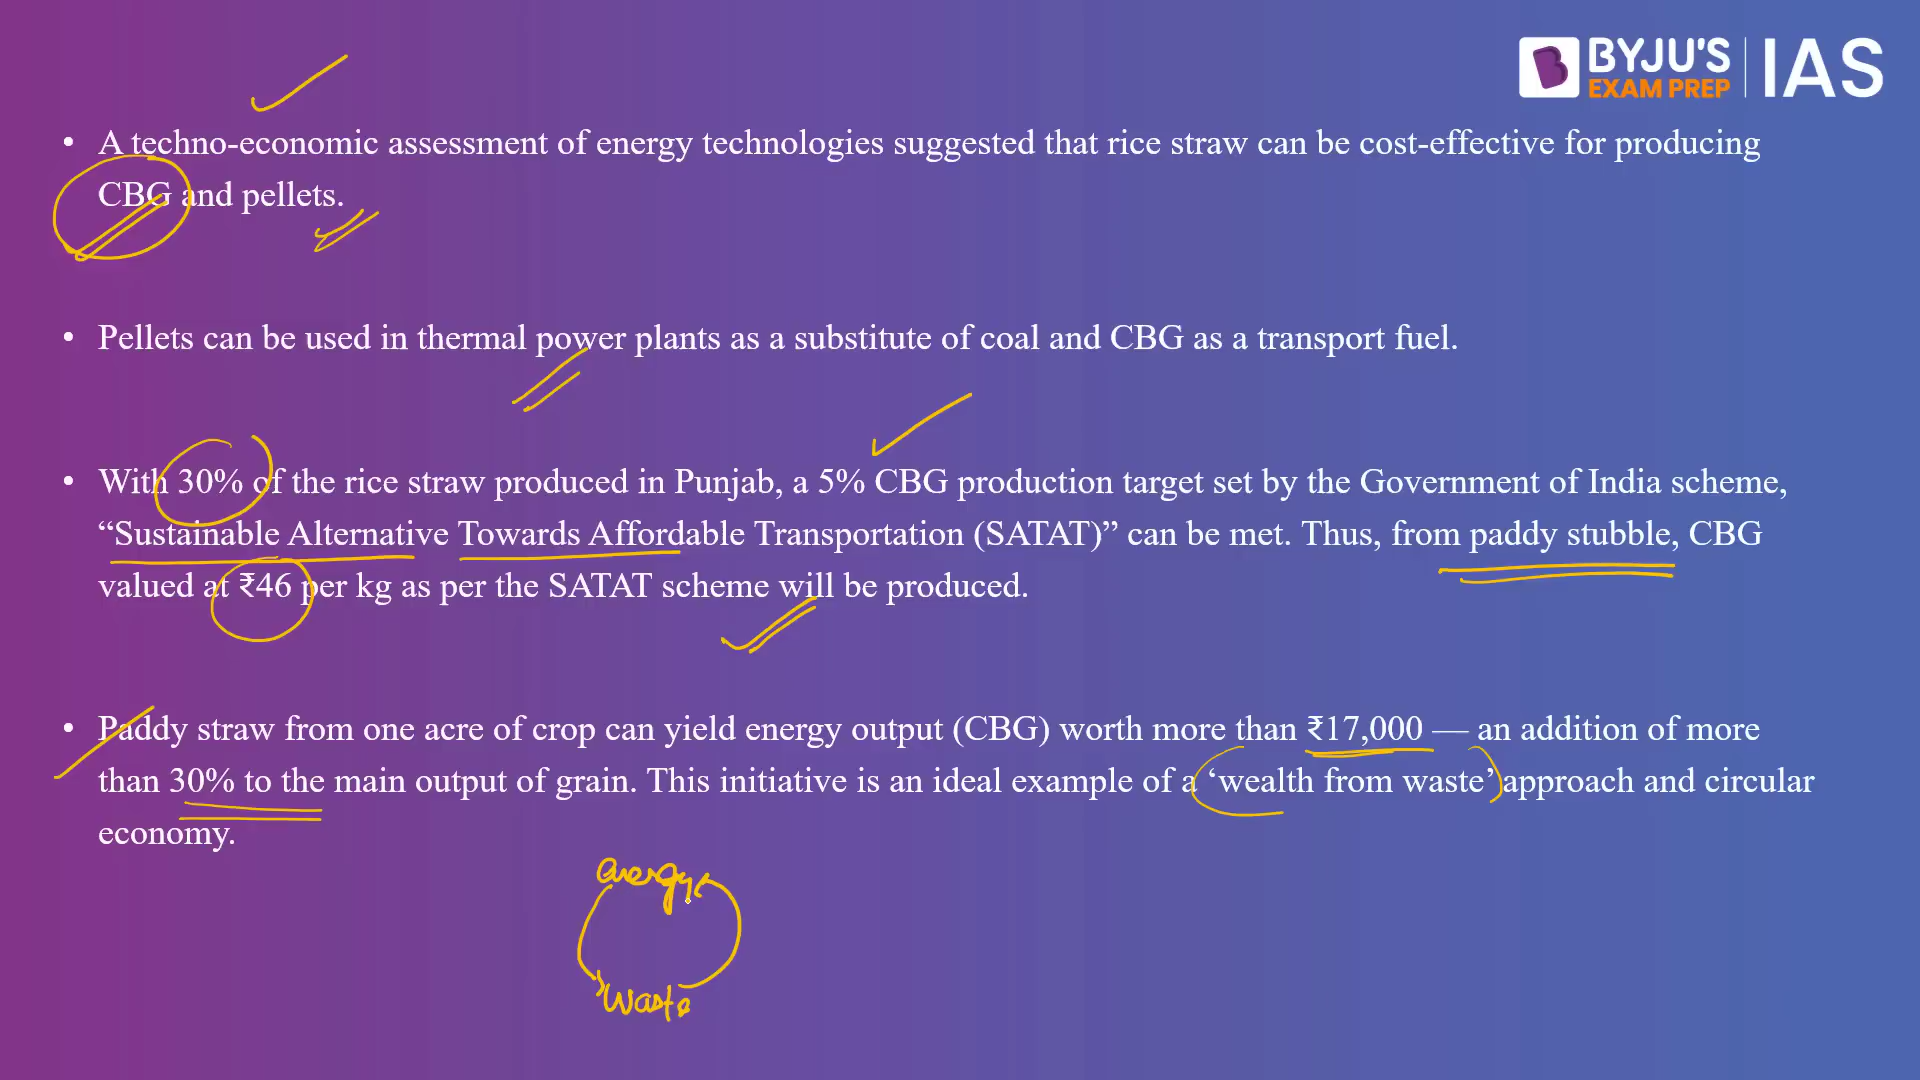 BYJU'S
EXAM PREP
IAS
• A techno-economic assessment of energy technologies suggested that rice straw can be cost-effective for producing
CBG and pellets.
• Pellets can be used in thermal power plants as a substitute of coal and CBG as a transport fuel.
• With 30% of the rice straw produced in Punjab, a 5% CBG production target set by the Government of India scheme,
“Sustainable Alternative Towards Affordable Transportation (SATAT)” can be met. Thus, from paddy stubble, CBG
valued at ₹46 per kg as per the SATAT scheme will be produced.
• Paddy straw from one acre of crop can yield energy output (CBG) worth more than ₹17,000 — an addition of more
than 30% to the main output of grain. This initiative is an ideal example of a ‘wealth from waste’ approach and circular
economy.
energy
Waste